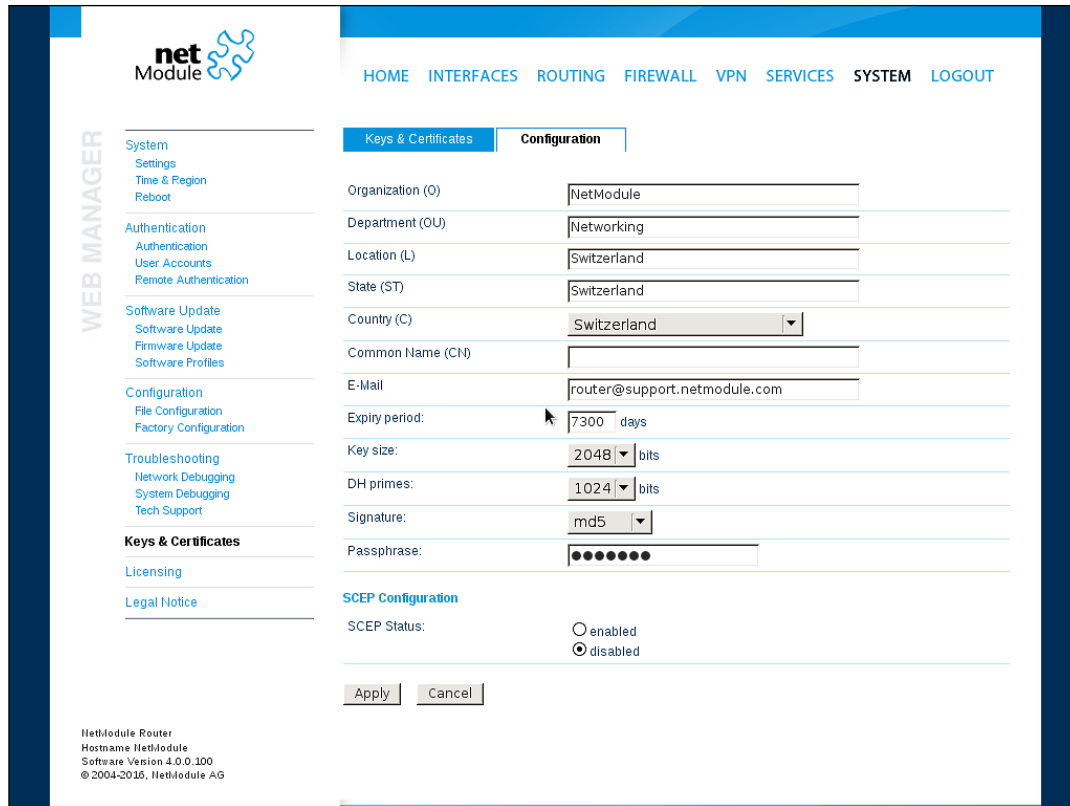 net
Module
HOME INTERFACES ROUTING FIREWALL VPN SERVICES SYSTEM LOGOUT
WEB MANAGER
System
Settings
Time & Region
Reboot
Authentication
Authentication
User Accounts
Remote Authentication
Software Update
Software Update
Firmware Update
Software Profiles
Configuration
File Configuration
Factory Configuration
Troubleshooting
Network Debugging
System Debugging
Tech Support
Keys & Certificates
Licensing
Legal Notice
Keys & Certificates Configuration
Organization (O) NetModule
Department (OU) Networking
Location (L) Switzerland
State (ST) Switzerland
Country (C) Switzerland
Common Name (CN)
E-Mail router@support.netmodule.com
Expiry period: 7300 days
Key size: 2048 bits
DH primes: 1024 bits
Signature: md5
Passphrase: ●●●●●●●
SCEP Configuration
SCEP Status: enabled
disabled
Apply Cancel
NetModule Router
Hostname NetModule
Software Version 4.0.0.100
© 2004-2016, NetModule AG